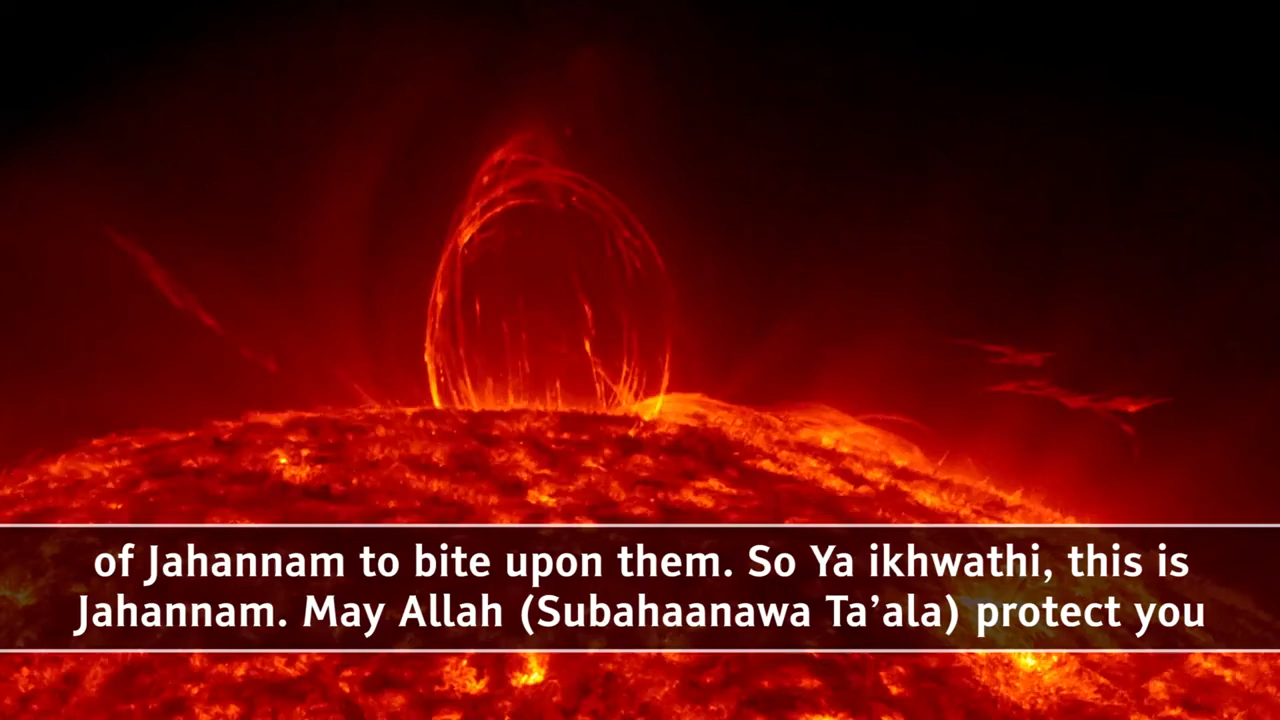 of Jahannam to bite upon them. So Ya ikhwathi, this is
Jahannam. May Allah (Subahaanawa Ta’ala) protect you